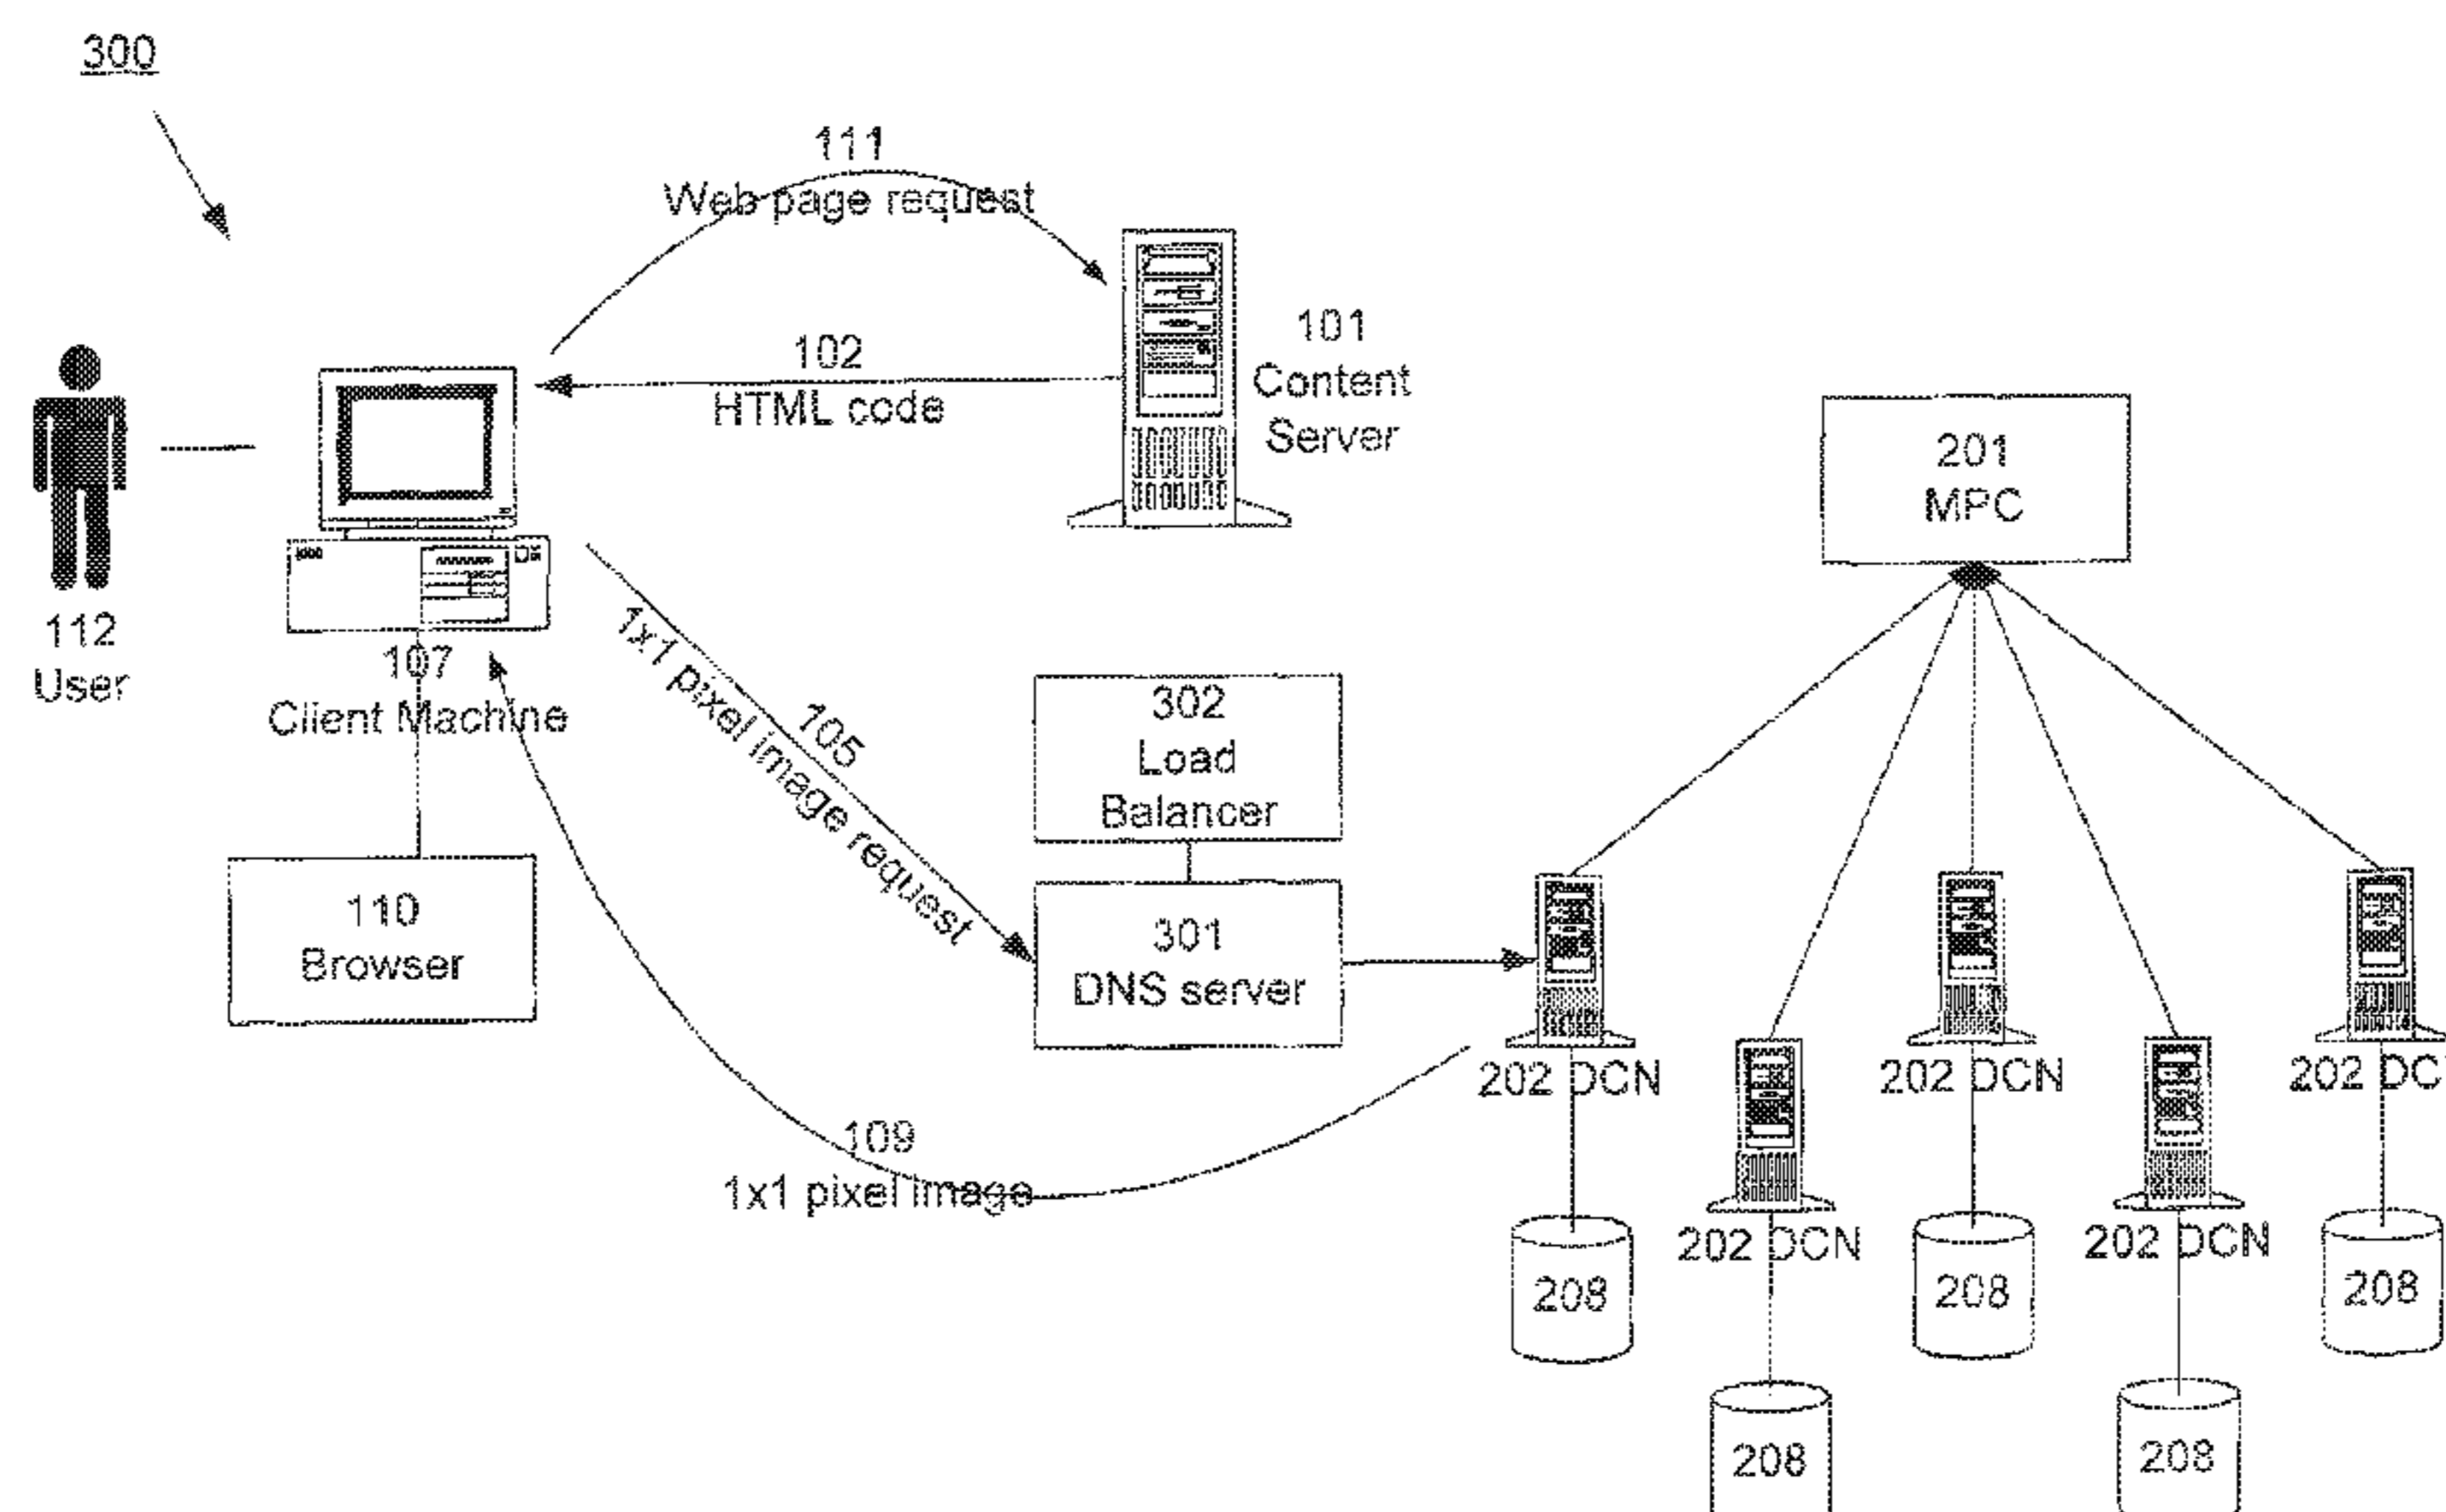 300
111
Web page request
102
HTML code
101
Content
Server
201
MPC
112
User
107
Client Machine
105
1x1 pixel image request
302
Load
Balancer
110
Browser
301
DNS server
202 DCN
202 DCN
202 DC
202 DCN
202 DCN
109
1x1 pixel image
208
208
208
208
208